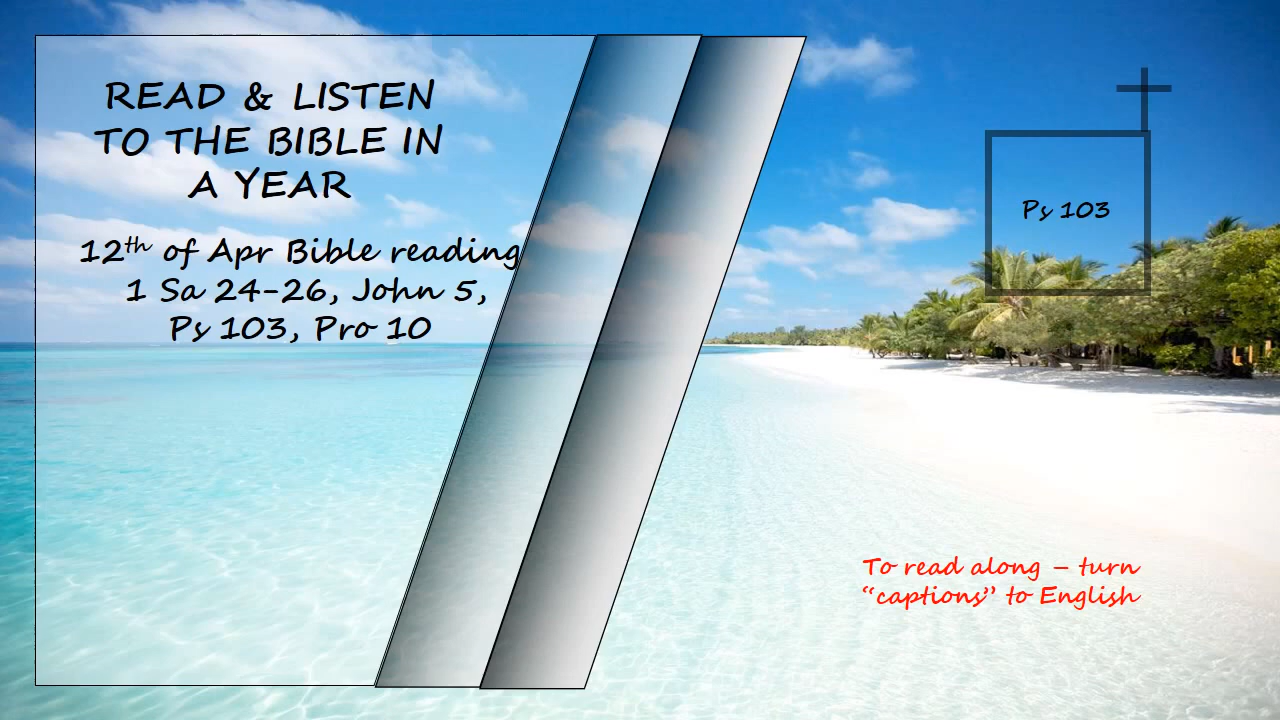 READ & LISTEN
TO THE BIBLE IN
A YEAR
12th of Apr Bible reading
1 Sa 24-26, John 5,
Ps 103, Pro 10
Ps 103
To read along – turn
“captions” to English